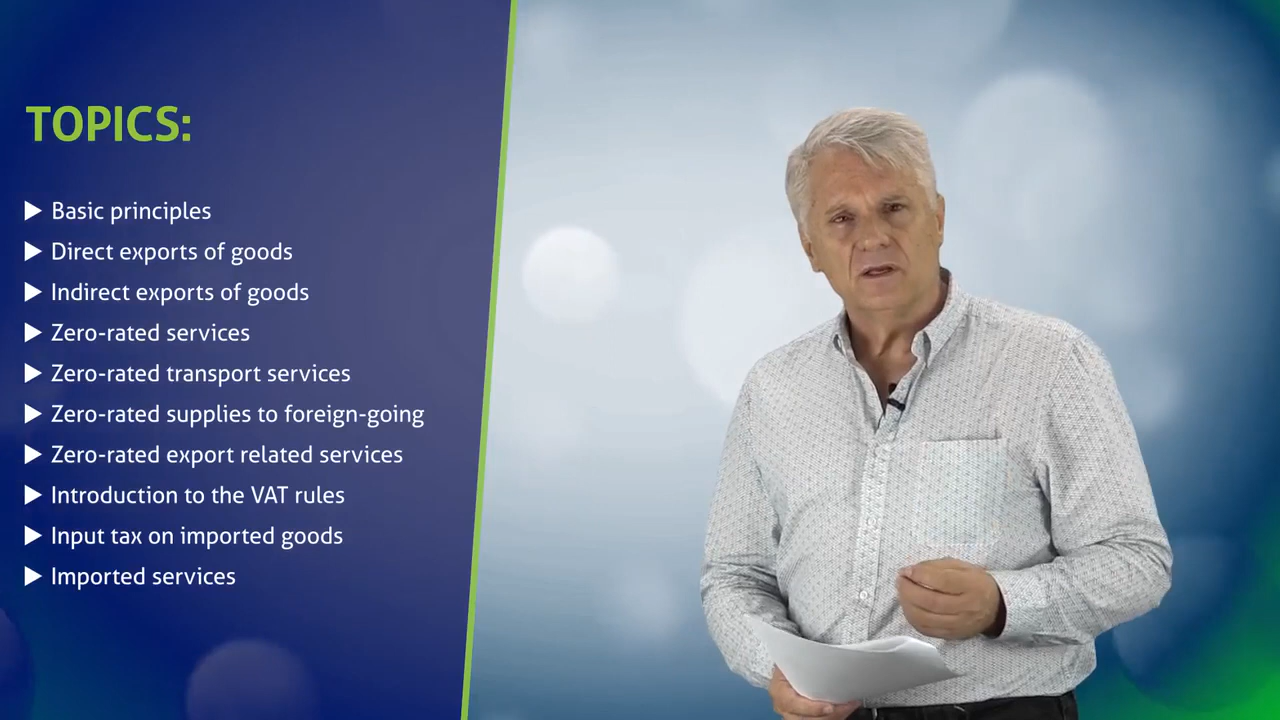 TOPICS:
Basic principles
Direct exports of goods
Indirect exports of goods
Zero-rated services
Zero-rated transport services
Zero-rated supplies to foreign-going
Zero-rated export related services
Introduction to the VAT rules
Input tax on imported goods
Imported services